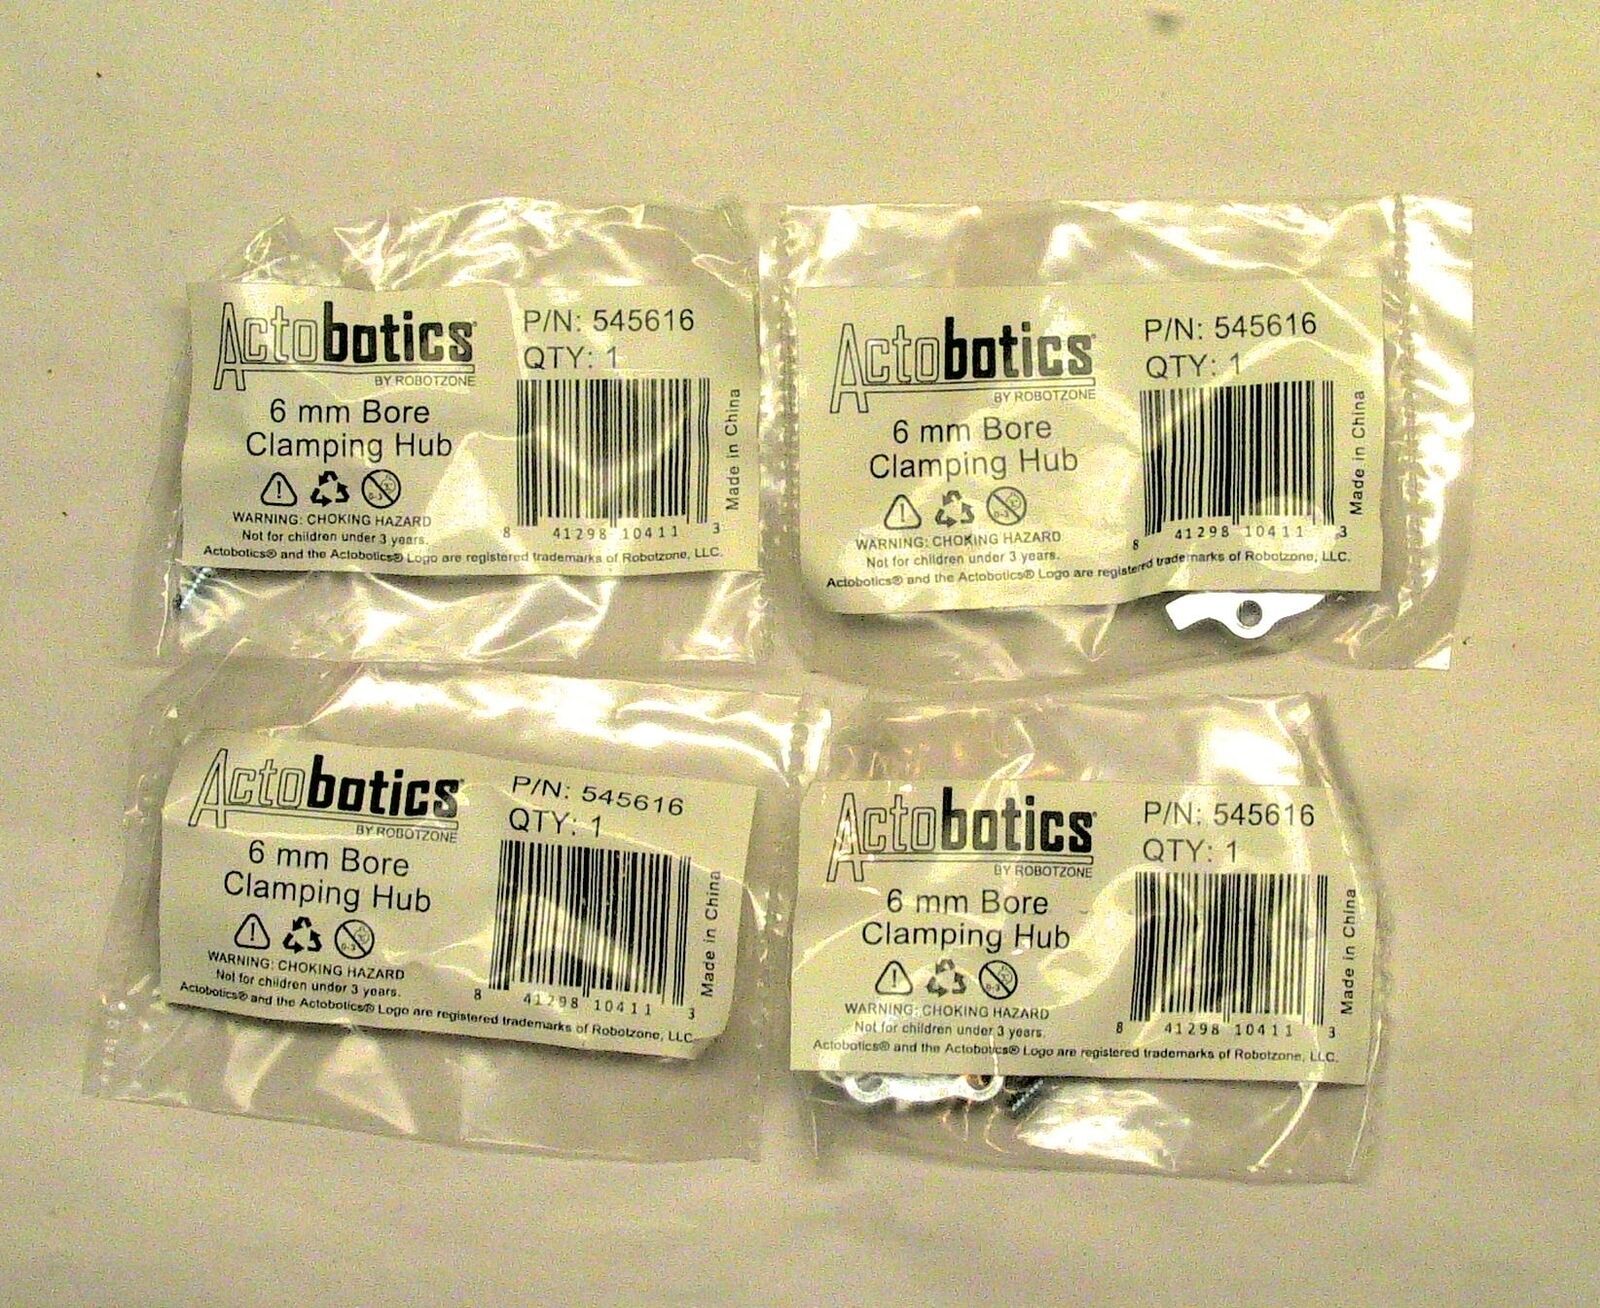 Actobotics®
BY ROBOTZONE
6 mm Bore
Clamping Hub
0-3
WARNING: CHOKING HAZARD
Not for children under 3 years.
Actobotics® and the Actobotics® Logo are registered trademarks of Robotzone, LLC.
P/N: 545616
QTY: 1
8 41298 10411 3
Made in China
Actobotics®
BY ROBOTZONE
6 mm Bore
Clamping Hub
0-3
WARNING: CHOKING HAZARD
Not for children under 3 years.
Actobotics® and the Actobotics® Logo are registered trademarks of Robotzone, LLC.
P/N: 545616
QTY: 1
8 41298 10411 3
Made in China
Actobotics®
BY ROBOTZONE
6 mm Bore
Clamping Hub
0-3
WARNING: CHOKING HAZARD
Not for children under 3 years.
Actobotics® and the Actobotics® Logo are registered trademarks of Robotzone, LLC.
P/N: 545616
QTY: 1
8 41298 10411 3
Made in China
Actobotics®
BY ROBOTZONE
6 mm Bore
Clamping Hub
0-3
WARNING: CHOKING HAZARD
Not for children under 3 years.
Actobotics® and the Actobotics® Logo are registered trademarks of Robotzone, LLC.
P/N: 545616
QTY: 1
8 41298 10411 3
Made in China